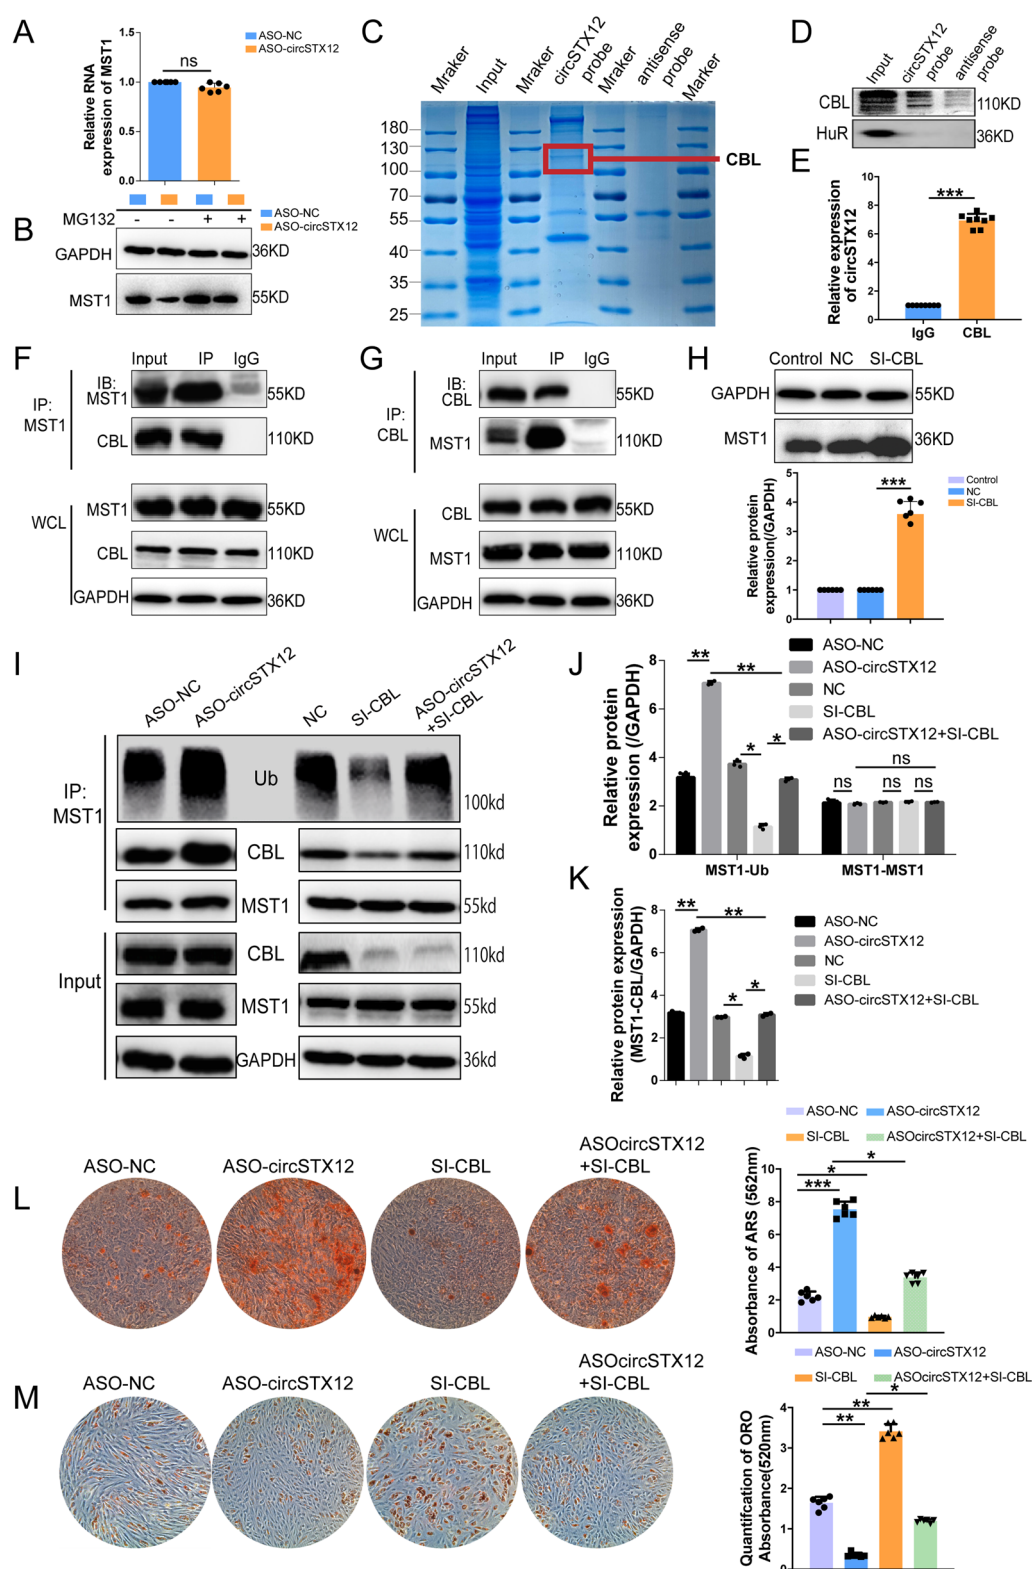 A
Relative RNA
expression of MST1
1.5
1.0
0.5
0.0
ns
ASO-NC
ASO-circSTX12
B
MG132
-
-
+
+
ASO-NC
ASO-circSTX12
GAPDH
36KD
MST1
55KD
C
Mraker
Input
Mraker
circSTX12
probe
Mraker
antisense
probe
Marker
180
130
100
70
55
40
35
25
CBL
D
Input
circSTX12
probe
antisense
probe
CBL
110KD
HuR
36KD
E
Relative expression
of circSTX12
10
8
6
4
2
0
***
IgG
CBL
F
Input
IP
IgG
IP:
MST1
IB:
MST1
55KD
CBL
110KD
WCL
MST1
55KD
CBL
110KD
GAPDH
36KD
G
Input
IP
IgG
IP:
CBL
IB:
CBL
55KD
MST1
110KD
WCL
CBL
55KD
MST1
110KD
GAPDH
36KD
H
Control
NC
SI-CBL
GAPDH
55KD
MST1
36KD
Relative protein
expression(/GAPDH)
5
4
3
2
1
0
***
Control
NC
SI-CBL
I
ASO-NC
ASO-circSTX12
NC
SI-CBL
ASO-circSTX12
+SI-CBL
IP:
MST1
Ub
100kd
CBL
110kd
MST1
55kd
Input
CBL
110kd
MST1
55kd
GAPDH
36kd
J
Relative protein
expression (/GAPDH)
8
6
4
2
0
**
**
*
*
ns
ns
ns
ns
MST1-Ub
MST1-MST1
ASO-NC
ASO-circSTX12
NC
SI-CBL
ASO-circSTX12+SI-CBL
K
Relative protein expression
(MST1-CBL/GAPDH)
8
6
4
2
0
**
**
*
*
ASO-NC
ASO-circSTX12
NC
SI-CBL
ASO-circSTX12+SI-CBL
L
ASO-NC
ASO-circSTX12
SI-CBL
ASOcircSTX12
+SI-CBL
ASO-NC
ASO-circSTX12
SI-CBL
ASOcircSTX12+SI-CBL
Absorbance of ARS (562nm)
10
8
6
4
2
0
*
*
***
M
ASO-NC
ASO-circSTX12
SI-CBL
ASOcircSTX12
+SI-CBL
ASO-NC
ASO-circSTX12
SI-CBL
ASOcircSTX12+SI-CBL
Quantifcation of ORO
Absorbance(520nm)
4
3
2
1
0
*
**
**